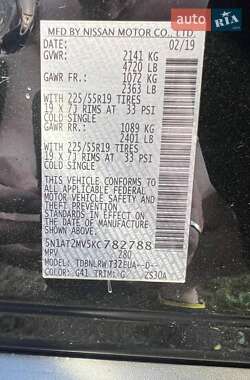 RIA
MFD BY NISSAN MOTOR CO., LTD.
02/19
GVWR: 2141 KG
4720 LB
GAWR FR.: 1072 KG
2363 LB
WITH 225/55R19 TIRES
19 X 7J RIMS AT 33 PSI
COLD SINGLE
GAWR RR.: 1089 KG
2401 LB
WITH 225/55R19 TIRES
19 X 7J RIMS AT 33 PSI
COLD SINGLE
THIS VEHICLE CONFORMS TO
ALL APPLICABLE FEDERAL
MOTOR VEHICLE SAFETY, BUMPER
STANDARDS IN EFFECT ON THE
AND THEFT PREVENTION
DATE OF MANUFACTURE
SHOWN ABOVE.
5N1AT2MV5KC782788
MPV 280
MODEL: TDBNLRW T32EUA--D--
COLOR: G41 TRIM: G 2530A